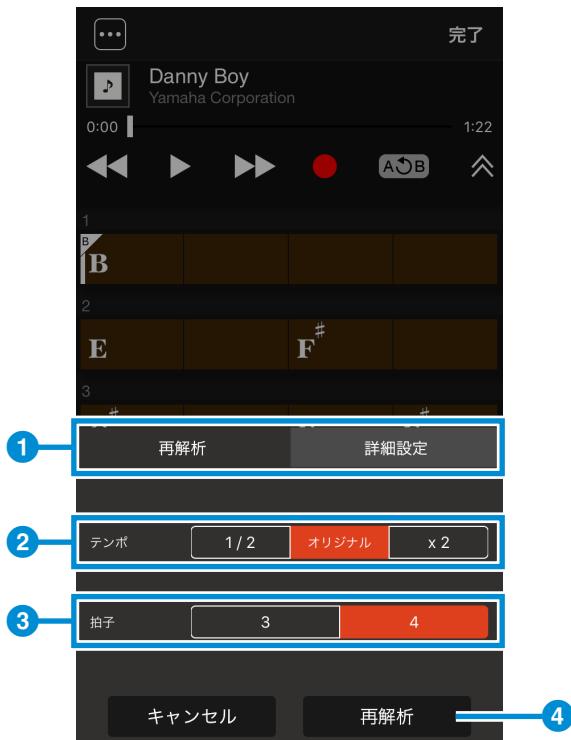 完了
Danny Boy
Yamaha Corporation
0:00 1:22
A B
1
B
B
2
E F♯
3
♯ ♯
1 再解析 詳細設定
2 テンポ 1/2 オリジナル x 2
3 拍子 3 4
キャンセル 再解析 4